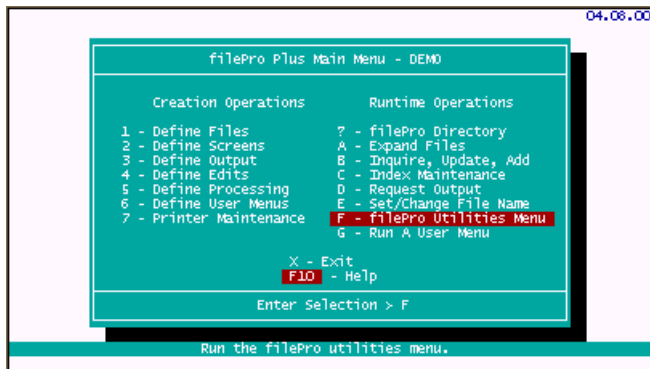 04.08.00
filePro Plus Main Menu - DEMO
Creation Operations Runtime Operations
1 - Define Files ? - filePro Directory
2 - Define Screens A - Expand Files
3 - Define Output B - Inquire, Update, Add
4 - Define Edits C - Index Maintenance
5 - Define Processing D - Request Output
6 - Define User Menus E - Set/Change File Name
7 - Printer Maintenance F - filePro Utilities Menu
G - Run A User Menu
X - Exit
F10 - Help
Enter Selection > F
Run the filePro utilities menu.